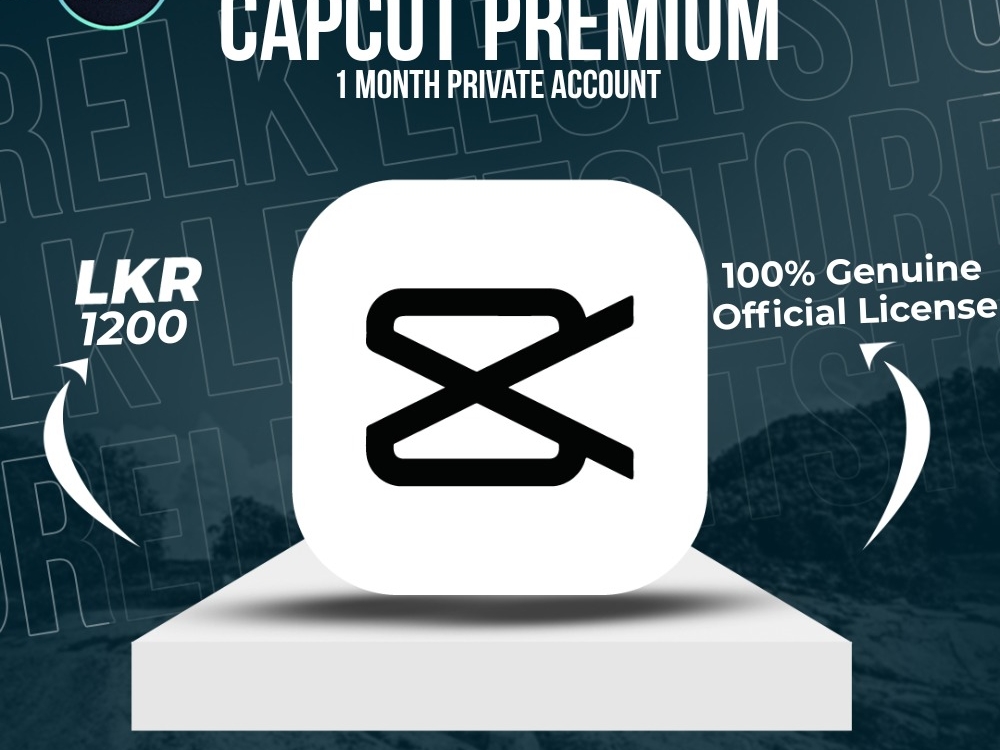 CAPCUT PREMIUM
1 MONTH PRIVATE ACCOUNT
LKR
1200
100% Genuine
Official License